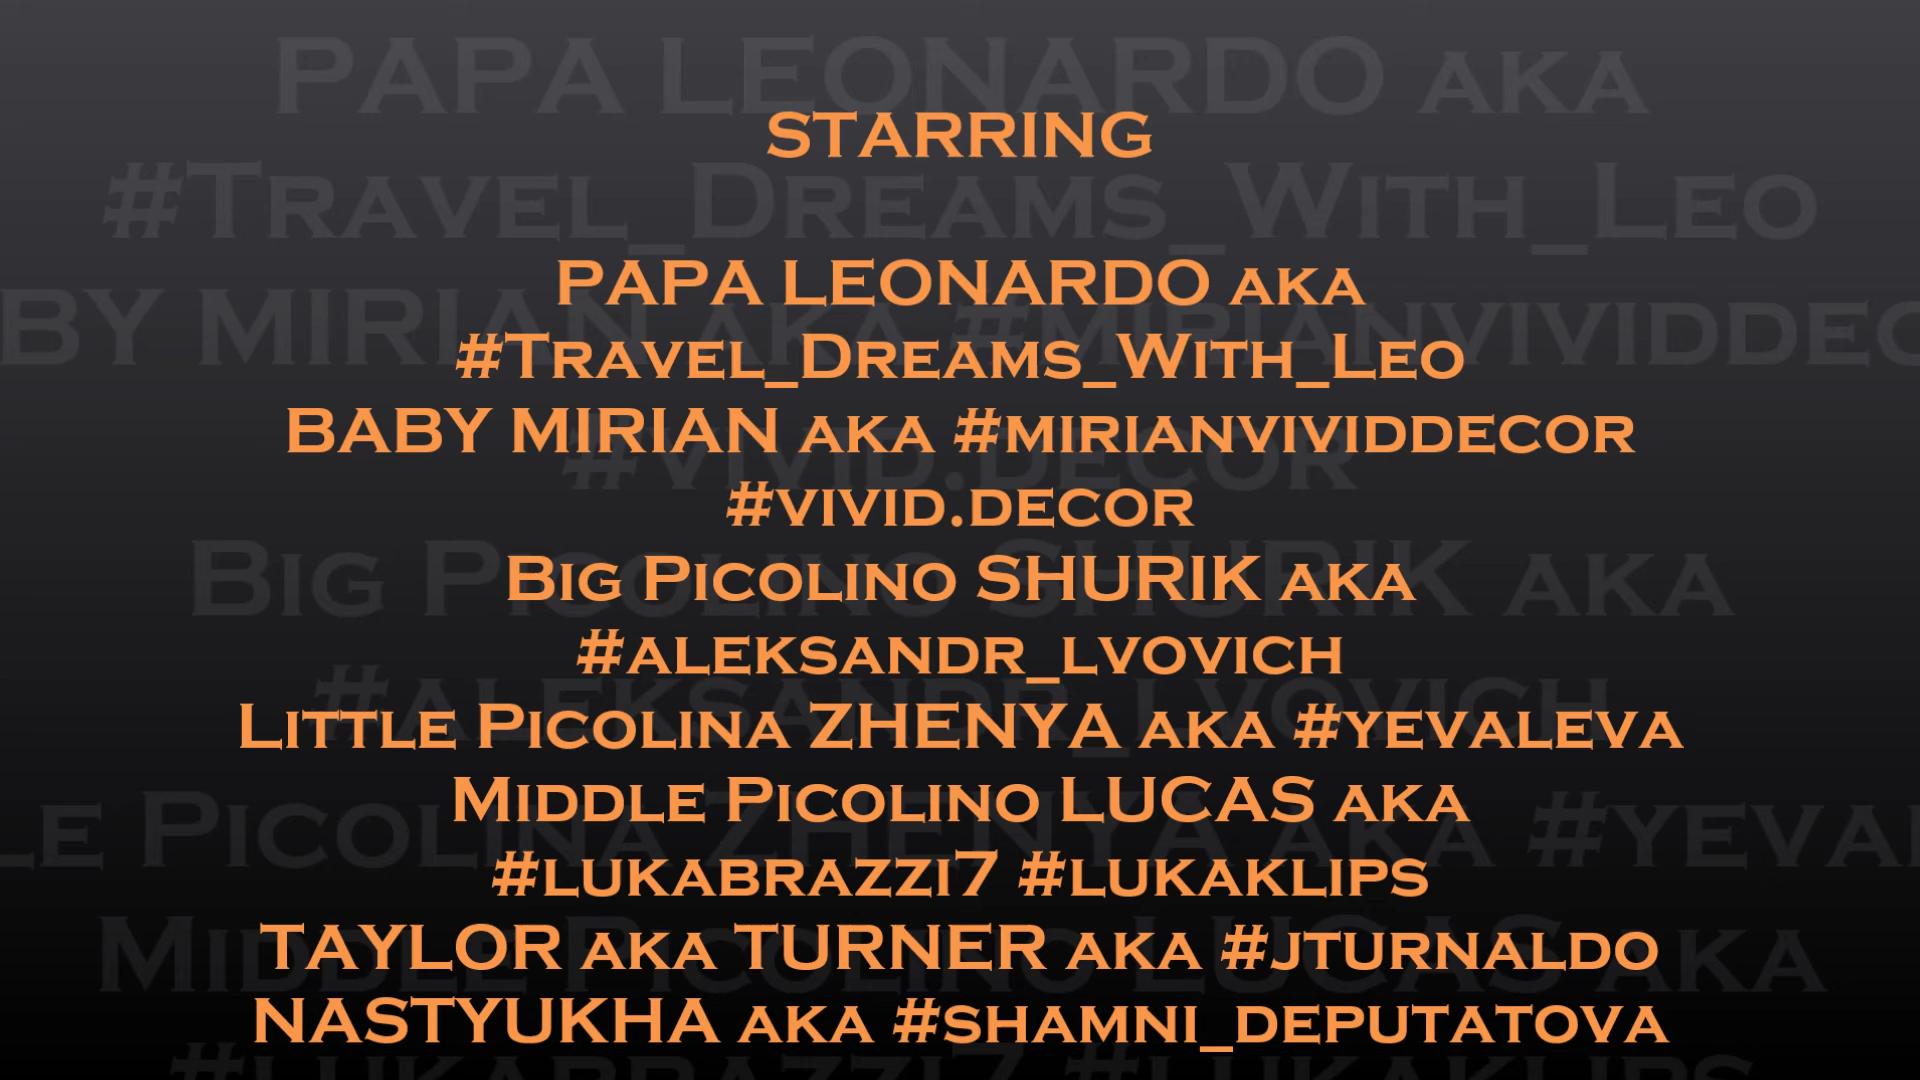 STARRING
PAPA LEONARDO AKA
#Travel_Dreams_With_Leo
BABY MIRIAN AKA #MIRIANVIVIDDECOR
#VIVID.DECOR
Big Picolino SHURIK AKA
#ALEKSANDR_LVOVICH
Little Picolina ZHENYA AKA #YEVALEVA
Middle Picolino LUCAS AKA
#LUKABRAZZI7 #LUKAKLIPS
TAYLOR AKA TURNER AKA #JTURNALDO
NASTYUKHA AKA #SHAMNI_DEPUTATOVA